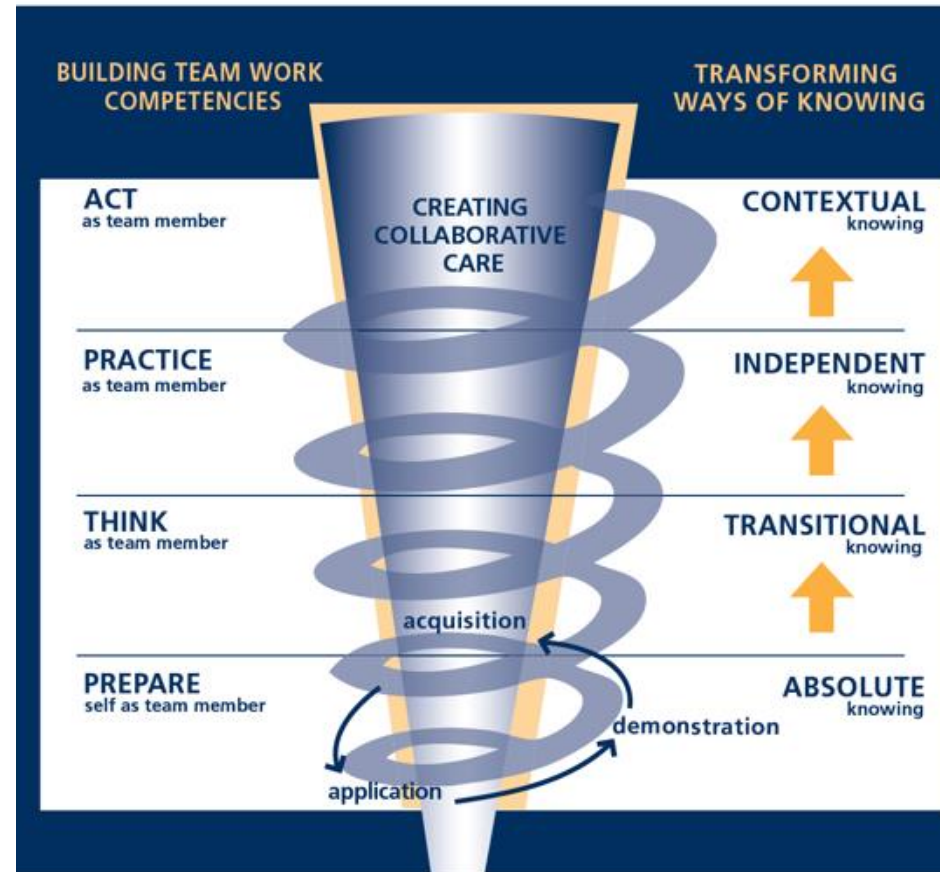 BUILDING TEAM WORK
COMPETENCIES
TRANSFORMING
WAYS OF KNOWING
CREATING
COLLABORATIVE
CARE
ACT
as team member
CONTEXTUAL
knowing
PRACTICE
as team member
INDEPENDENT
knowing
THINK
as team member
TRANSITIONAL
knowing
acquisition
PREPARE
self as team member
ABSOLUTE
knowing
demonstration
application